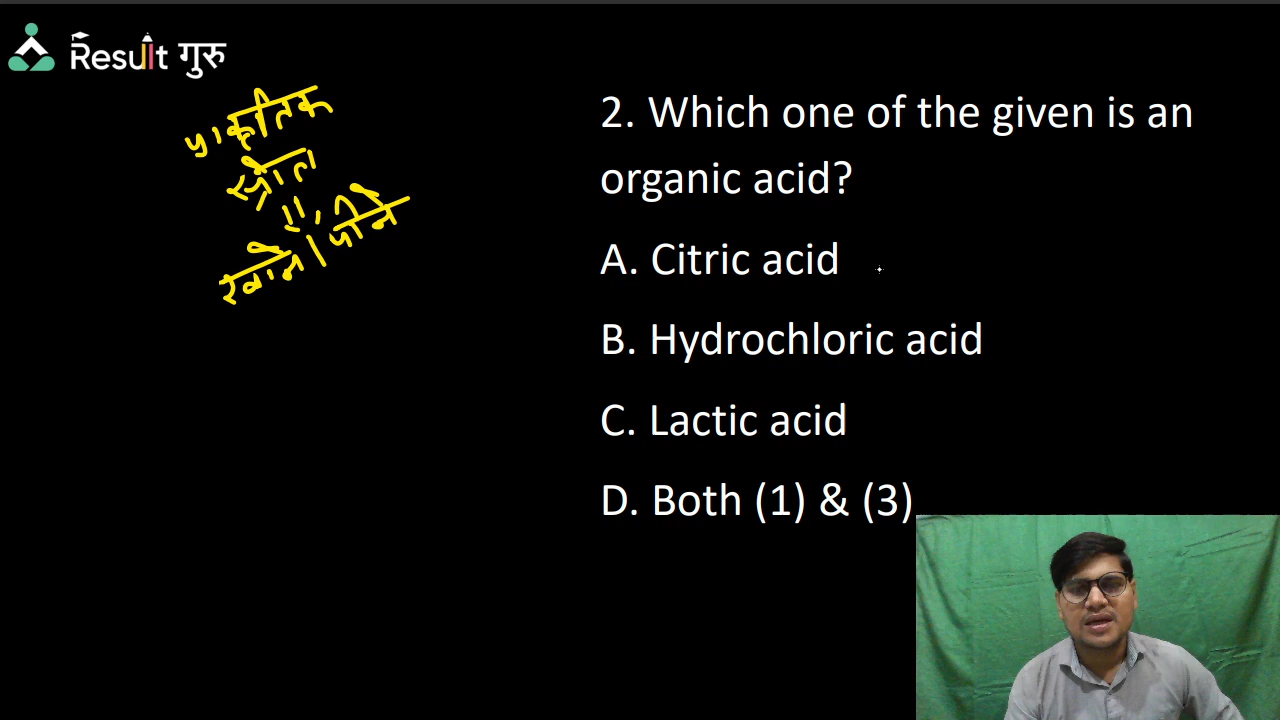 Result गुरु
प्राकृतिक
स्त्रोत
खाने/पीने
2. Which one of the given is an
organic acid?
A. Citric acid
B. Hydrochloric acid
C. Lactic acid
D. Both (1) & (3)